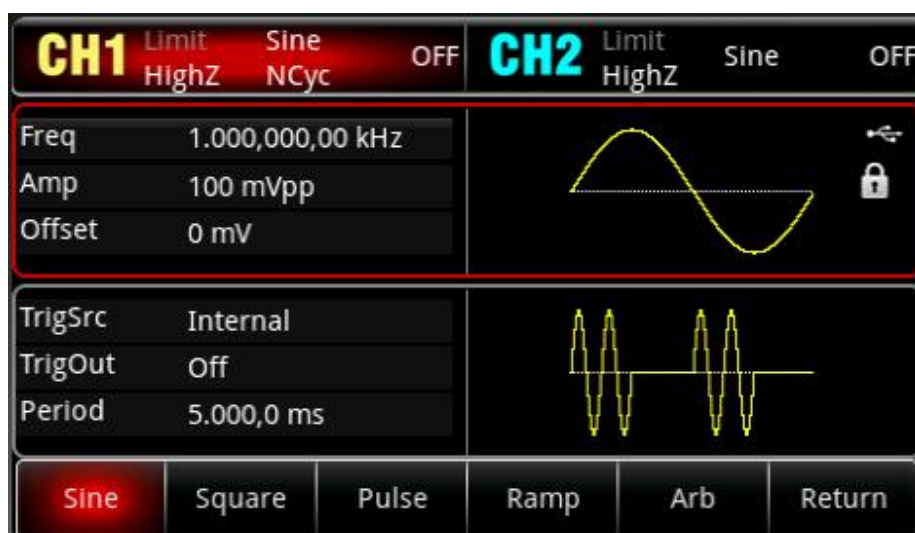 CH1 Limit Sine OFF CH2 Limit Sine OFF
HighZ NCyc HighZ
Freq 1.000,000,00 kHz
Amp 100 mVpp
Offset 0 mV
TrigSrc Internal
TrigOut Off
Period 5.000,0 ms
Sine Square Pulse Ramp Arb Return